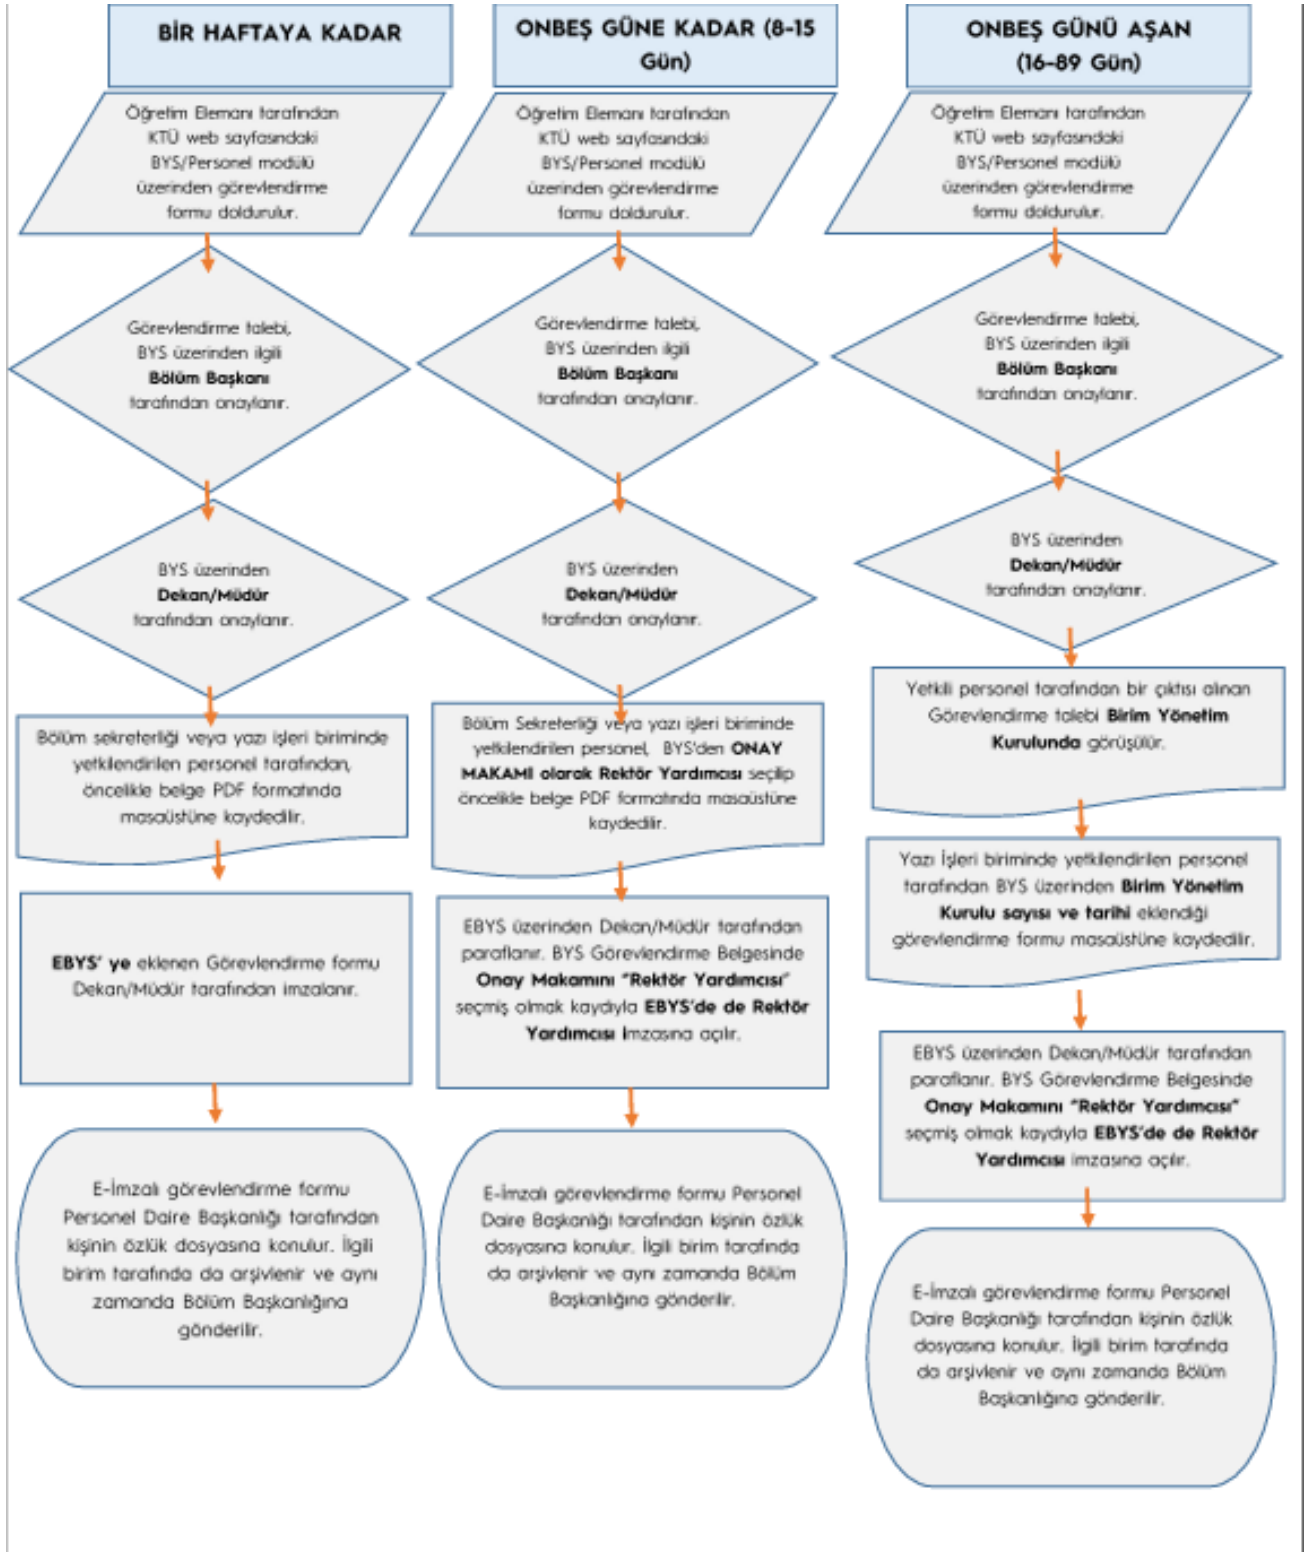 BİR HAFTAYA KADAR
Öğretim Elemanı tarafından
KTÜ web sayfasındaki
BYS/Personel modülü
üzerinden görevlendirme
formu doldurulur.
Görevlendirme talebi,
BYS üzerinden ilgili
Bölüm Başkanı
tarafından onaylanır.
BYS üzerinden
Dekan/Müdür
tarafından onaylanır.
Bölüm sekreterliği veya yazı işleri biriminde
yetkilendirilen personel tarafından,
öncelikle belge PDF formatında
masaüstüne kaydedilir.
EBYS' ye eklenen Görevlendirme formu
Dekan/Müdür tarafından imzalanır.
E-İmzalı görevlendirme formu
Personel Daire Başkanlığı tarafından
kişinin özlük dosyasına konulur. İlgili
birim tarafında da arşivlenir ve aynı
zamanda Bölüm Başkanlığına
gönderilir.
ONBEŞ GÜNE KADAR (8-15
Gün)
Öğretim Elemanı tarafından
KTÜ web sayfasındaki
BYS/Personel modülü
üzerinden görevlendirme
formu doldurulur.
Görevlendirme talebi,
BYS üzerinden ilgili
Bölüm Başkanı
tarafından onaylanır.
BYS üzerinden
Dekan/Müdür
tarafından onaylanır.
Bölüm Sekreterliği veya yazı işleri biriminde
yetkilendirilen personel, BYS'den ONAY
MAKAMI olarak Rektör Yardımcısı seçilip
öncelikle belge PDF formatında masaüstüne
kaydedilir.
EBYS üzerinden Dekan/Müdür tarafından
paraflanır. BYS Görevlendirme Belgesinde
Onay Makamını "Rektör Yardımcısı"
seçmiş olmak kaydıyla EBYS'de de Rektör
Yardımcısı imzasına açılır.
E-İmzalı görevlendirme formu Personel
Daire Başkanlığı tarafından kişinin özlük
dosyasına konulur. İlgili birim tarafında
da arşivlenir ve aynı zamanda Bölüm
Başkanlığına gönderilir.
ONBEŞ GÜNÜ AŞAN
(16-89 Gün)
Öğretim Elemanı tarafından
KTÜ web sayfasındaki
BYS/Personel modülü
üzerinden görevlendirme
formu doldurulur.
Görevlendirme talebi,
BYS üzerinden ilgili
Bölüm Başkanı
tarafından onaylanır.
BYS üzerinden
Dekan/Müdür
tarafından onaylanır.
Yetkili personel tarafından bir çıktısı alınan
Görevlendirme talebi Birim Yönetim
Kurulunda görüşülür.
Yazı İşleri biriminde yetkilendirilen personel
tarafından BYS üzerinden Birim Yönetim
Kurulu sayısı ve tarihi eklendiği
görevlendirme formu masaüstüne kaydedilir.
EBYS üzerinden Dekan/Müdür tarafından
paraflanır. BYS Görevlendirme Belgesinde
Onay Makamını "Rektör Yardımcısı"
seçmiş olmak kaydıyla EBYS'de de Rektör
Yardımcısı imzasına açılır.
E-İmzalı görevlendirme formu Personel
Daire Başkanlığı tarafından kişinin özlük
dosyasına konulur. İlgili birim tarafında
da arşivlenir ve aynı zamanda Bölüm
Başkanlığına gönderilir.